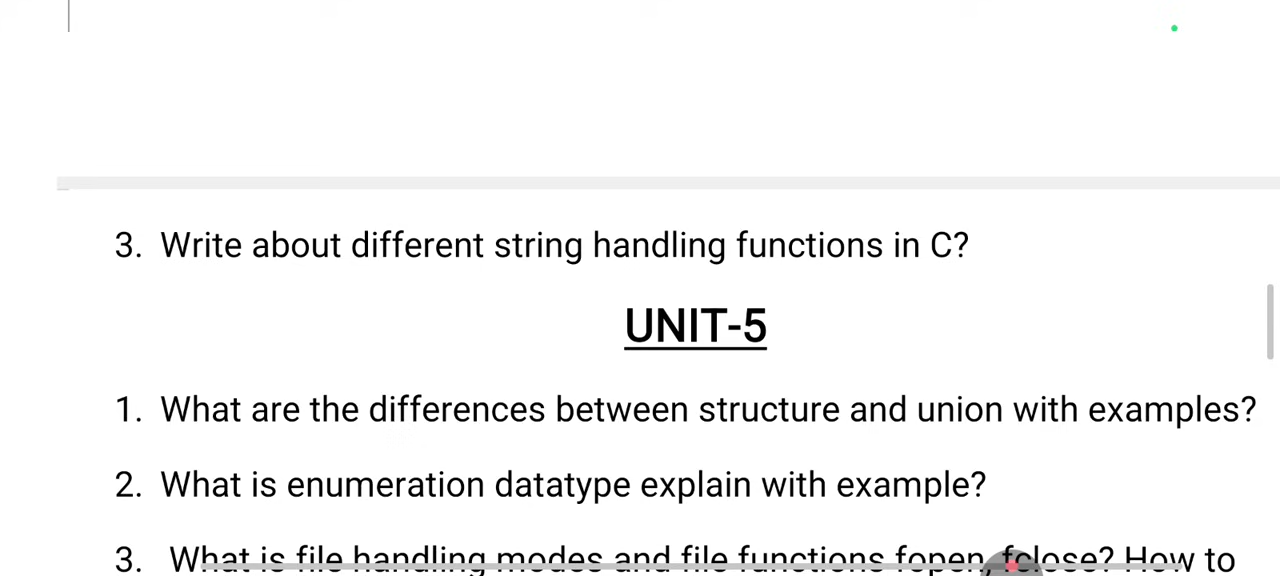 3. Write about different string handling functions in C?
UNIT-5
1. What are the differences between structure and union with examples?
2. What is enumeration datatype explain with example?
3. What is file handling modes and file functions fopen, fclose? How to